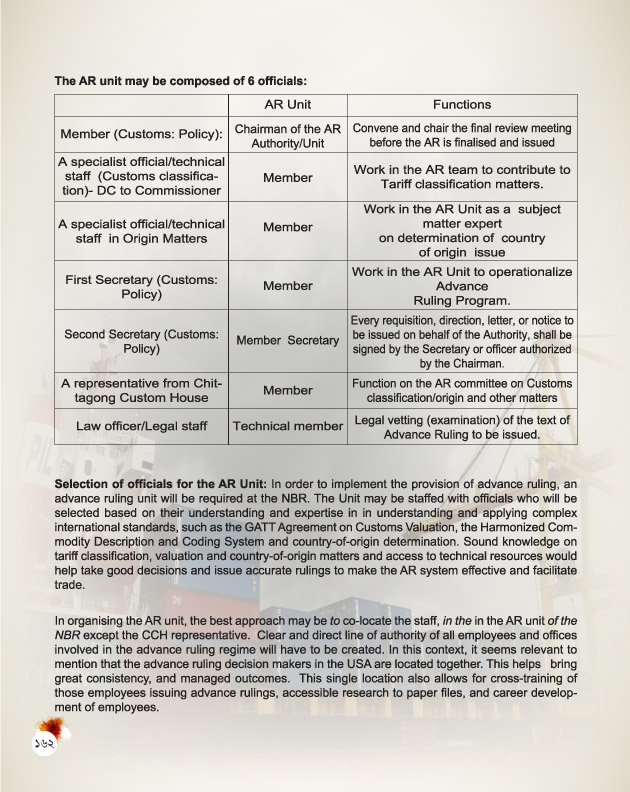 The AR unit may be composed of 6 officials:
AR Unit Functions
Member (Customs: Policy): Chairman of the AR Authority/Unit Convene and chair the final review meeting before the AR is finalised and issued
A specialist official/technical staff (Customs classifica-tion)- DC to Commissioner Member Work in the AR team to contribute to Tariff classification matters.
A specialist official/technical staff in Origin Matters Member Work in the AR Unit as a subject matter expert on determination of country of origin issue
First Secretary (Customs: Policy) Member Work in the AR Unit to operationalize Advance Ruling Program.
Second Secretary (Customs: Policy) Member Secretary Every requisition, direction, letter, or notice to be issued on behalf of the Authority, shall be signed by the Secretary or officer authorized by the Chairman.
A representative from Chit-tagong Custom House Member Function on the AR committee on Customs classification/origin and other matters
Law officer/Legal staff Technical member Legal vetting (examination) of the text of Advance Ruling to be issued.
Selection of officials for the AR Unit: In order to implement the provision of advance ruling, an
advance ruling unit will be required at the NBR. The Unit may be staffed with officials who will be
selected based on their understanding and expertise in in understanding and applying complex
international standards, such as the GATT Agreement on Customs Valuation, the Harmonized Com-
modity Description and Coding System and country-of-origin determination. Sound knowledge on
tariff classification, valuation and country-of-origin matters and access to technical resources would
help take good decisions and issue accurate rulings to make the AR system effective and facilitate
trade.
In organising the AR unit, the best approach may be to co-locate the staff, in the in the AR unit of the
NBR except the CCH representative. Clear and direct line of authority of all employees and offices
involved in the advance ruling regime will have to be created. In this context, it seems relevant to
mention that the advance ruling decision makers in the USA are located together. This helps bring
great consistency, and managed outcomes. This single location also allows for cross-training of
those employees issuing advance rulings, accessible research to paper files, and career develop-
ment of employees.
১৬২